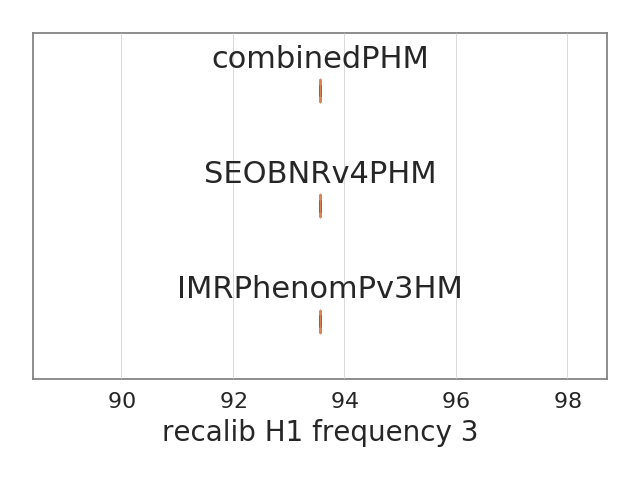 combinedPHM
SEOBNRv4PHM
IMRPhenomPv3HM
90 92 94 96 98
recalib H1 frequency 3